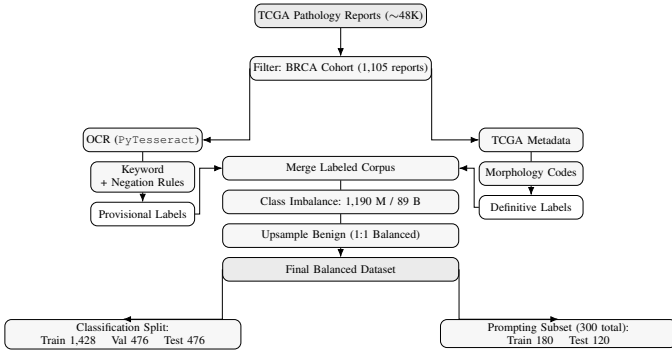 TCGA Pathology Reports (∼48K)
Filter: BRCA Cohort (1,105 reports)
OCR (PyTesseract)
Keyword
+ Negation Rules
Provisional Labels
TCGA Metadata
Morphology Codes
Definitive Labels
Merge Labeled Corpus
Class Imbalance: 1,190 M / 89 B
Upsample Benign (1:1 Balanced)
Final Balanced Dataset
Classification Split:
Train 1,428 Val 476 Test 476
Prompting Subset (300 total):
Train 180 Test 120